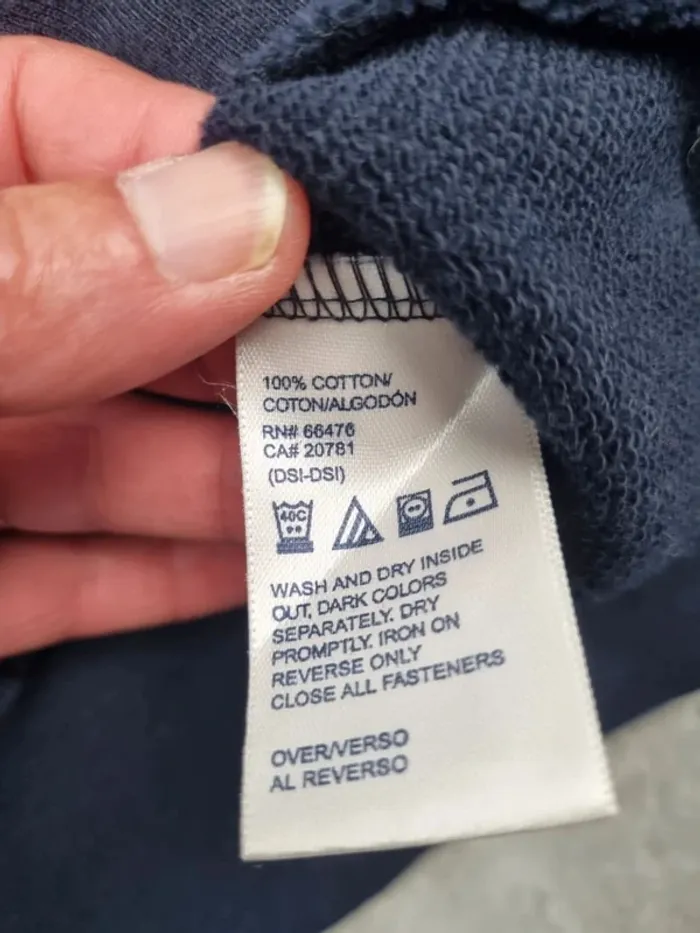 100% COTTON/
COTON/ALGODÓN
RN# 66476
CA# 20781
(DSI-DSI)
40C
WASH AND DRY INSIDE
OUT, DARK COLORS
SEPARATELY. DRY
PROMPTLY. IRON ON
REVERSE ONLY
CLOSE ALL FASTENERS
OVER/VERSO
AL REVERSO